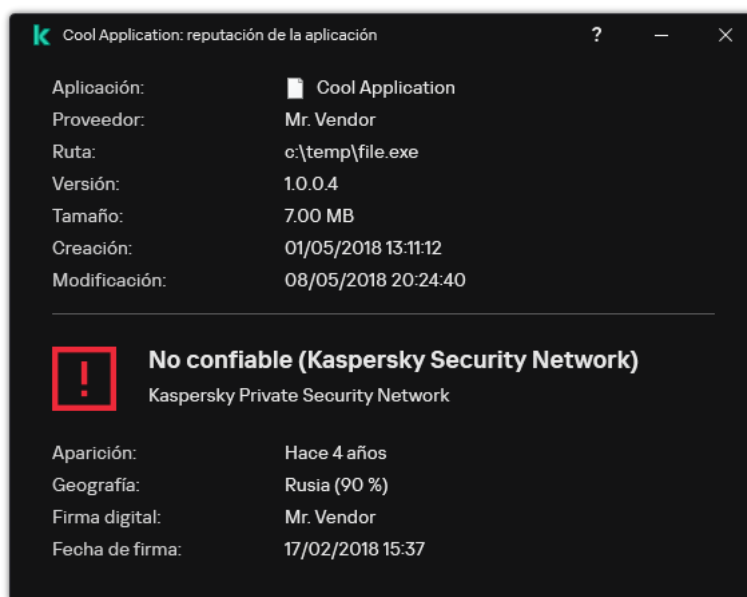 Cool Application: reputación de la aplicación ?
Aplicación: Cool Application
Proveedor: Mr. Vendor
Ruta: c:\temp\file.exe
Versión: 1.0.0.4
Tamaño: 7.00 MB
Creación: 01/05/2018 13:11:12
Modificación: 08/05/2018 20:24:40
No confiable (Kaspersky Security Network)
Kaspersky Private Security Network
Aparición: Hace 4 años
Geografía: Rusia (90 %)
Firma digital: Mr. Vendor
Fecha de firma: 17/02/2018 15:37